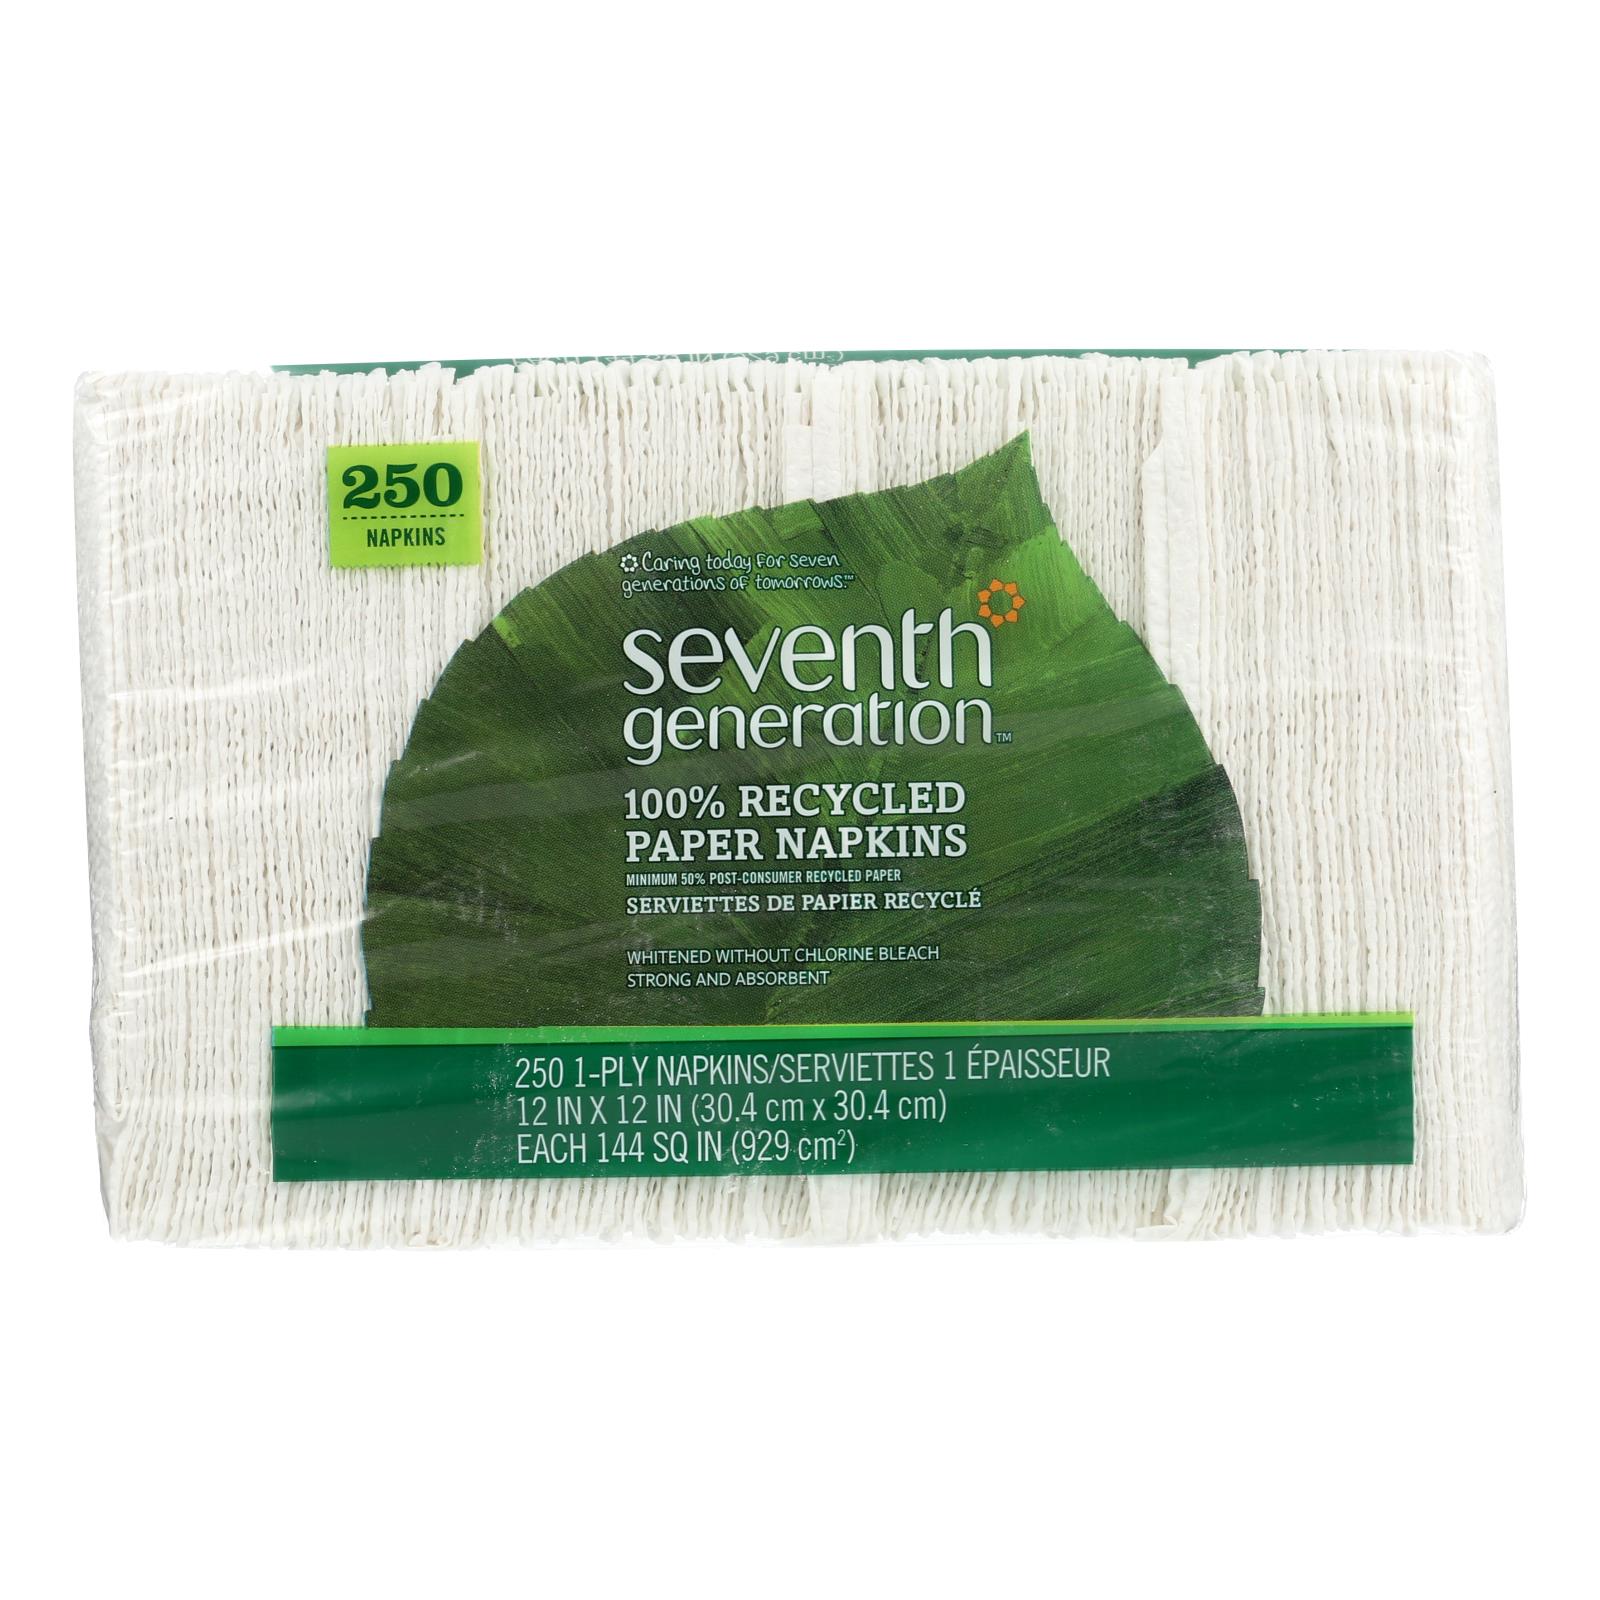 250
NAPKINS
Caring today for seven
generations of tomorrows.™
seventh
generation™
100% RECYCLED
PAPER NAPKINS
MINIMUM 50% POST-CONSUMER RECYCLED PAPER
SERVIETTES DE PAPIER RECYCLÉ
WHITENED WITHOUT CHLORINE BLEACH
STRONG AND ABSORBENT
250 1-PLY NAPKINS/SERVIETTES 1 ÉPAISSEUR
12 IN X 12 IN (30.4 cm x 30.4 cm)
EACH 144 SQ IN (929 cm²)